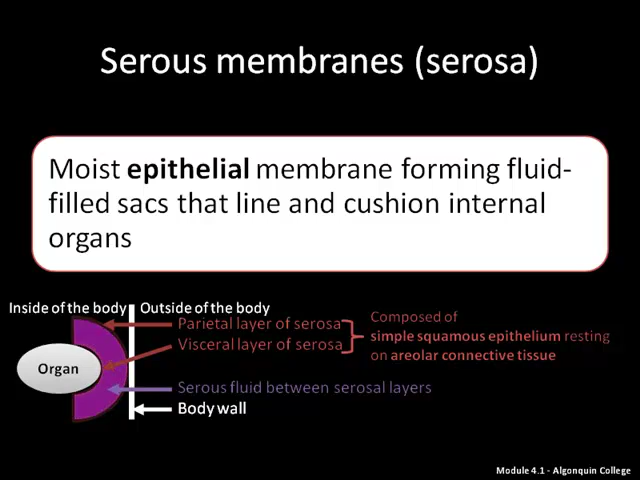 Serous membranes (serosa)
Moist epithelial membrane forming fluid-
filled sacs that line and cushion internal
organs
Inside of the body
Outside of the body
Parietal layer of serosa
Visceral layer of serosa
Composed of
simple squamous epithelium resting
on areolar connective tissue
Organ
Serous fluid between serosal layers
Body wall
Module 4.1 - Algonquin College